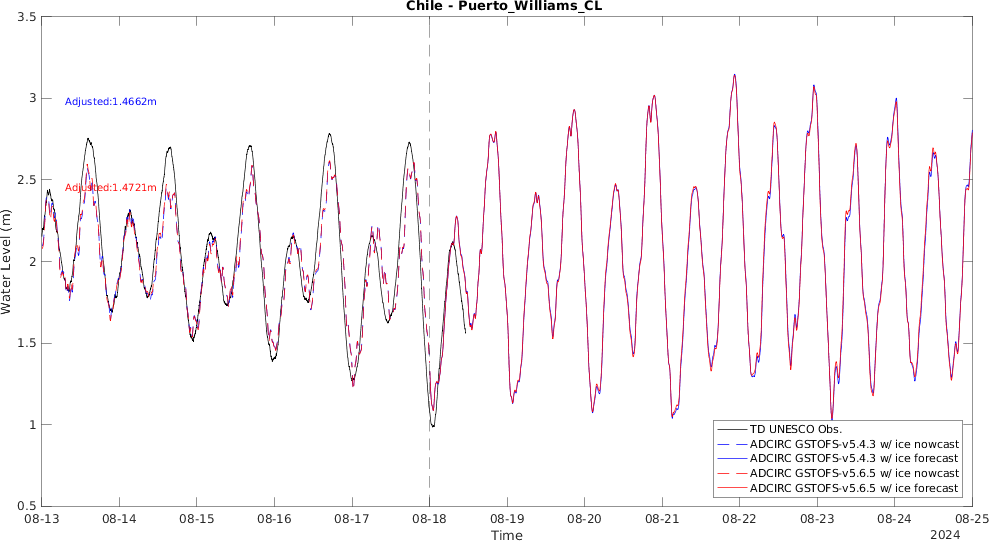 Chile - Puerto_Williams_CL
Water Level (m)
3.5
3
2.5
2
1.5
1
0.5
Adjusted:1.4662m
Adjusted:1.4721m
TD UNESCO Obs.
ADCIRC GSTOFS-v5.4.3 w/ ice nowcast
ADCIRC GSTOFS-v5.4.3 w/ ice forecast
ADCIRC GSTOFS-v5.6.5 w/ ice nowcast
ADCIRC GSTOFS-v5.6.5 w/ ice forecast
08-13 08-14 08-15 08-16 08-17 08-18 08-19 08-20 08-21 08-22 08-23 08-24 08-25
Time
2024